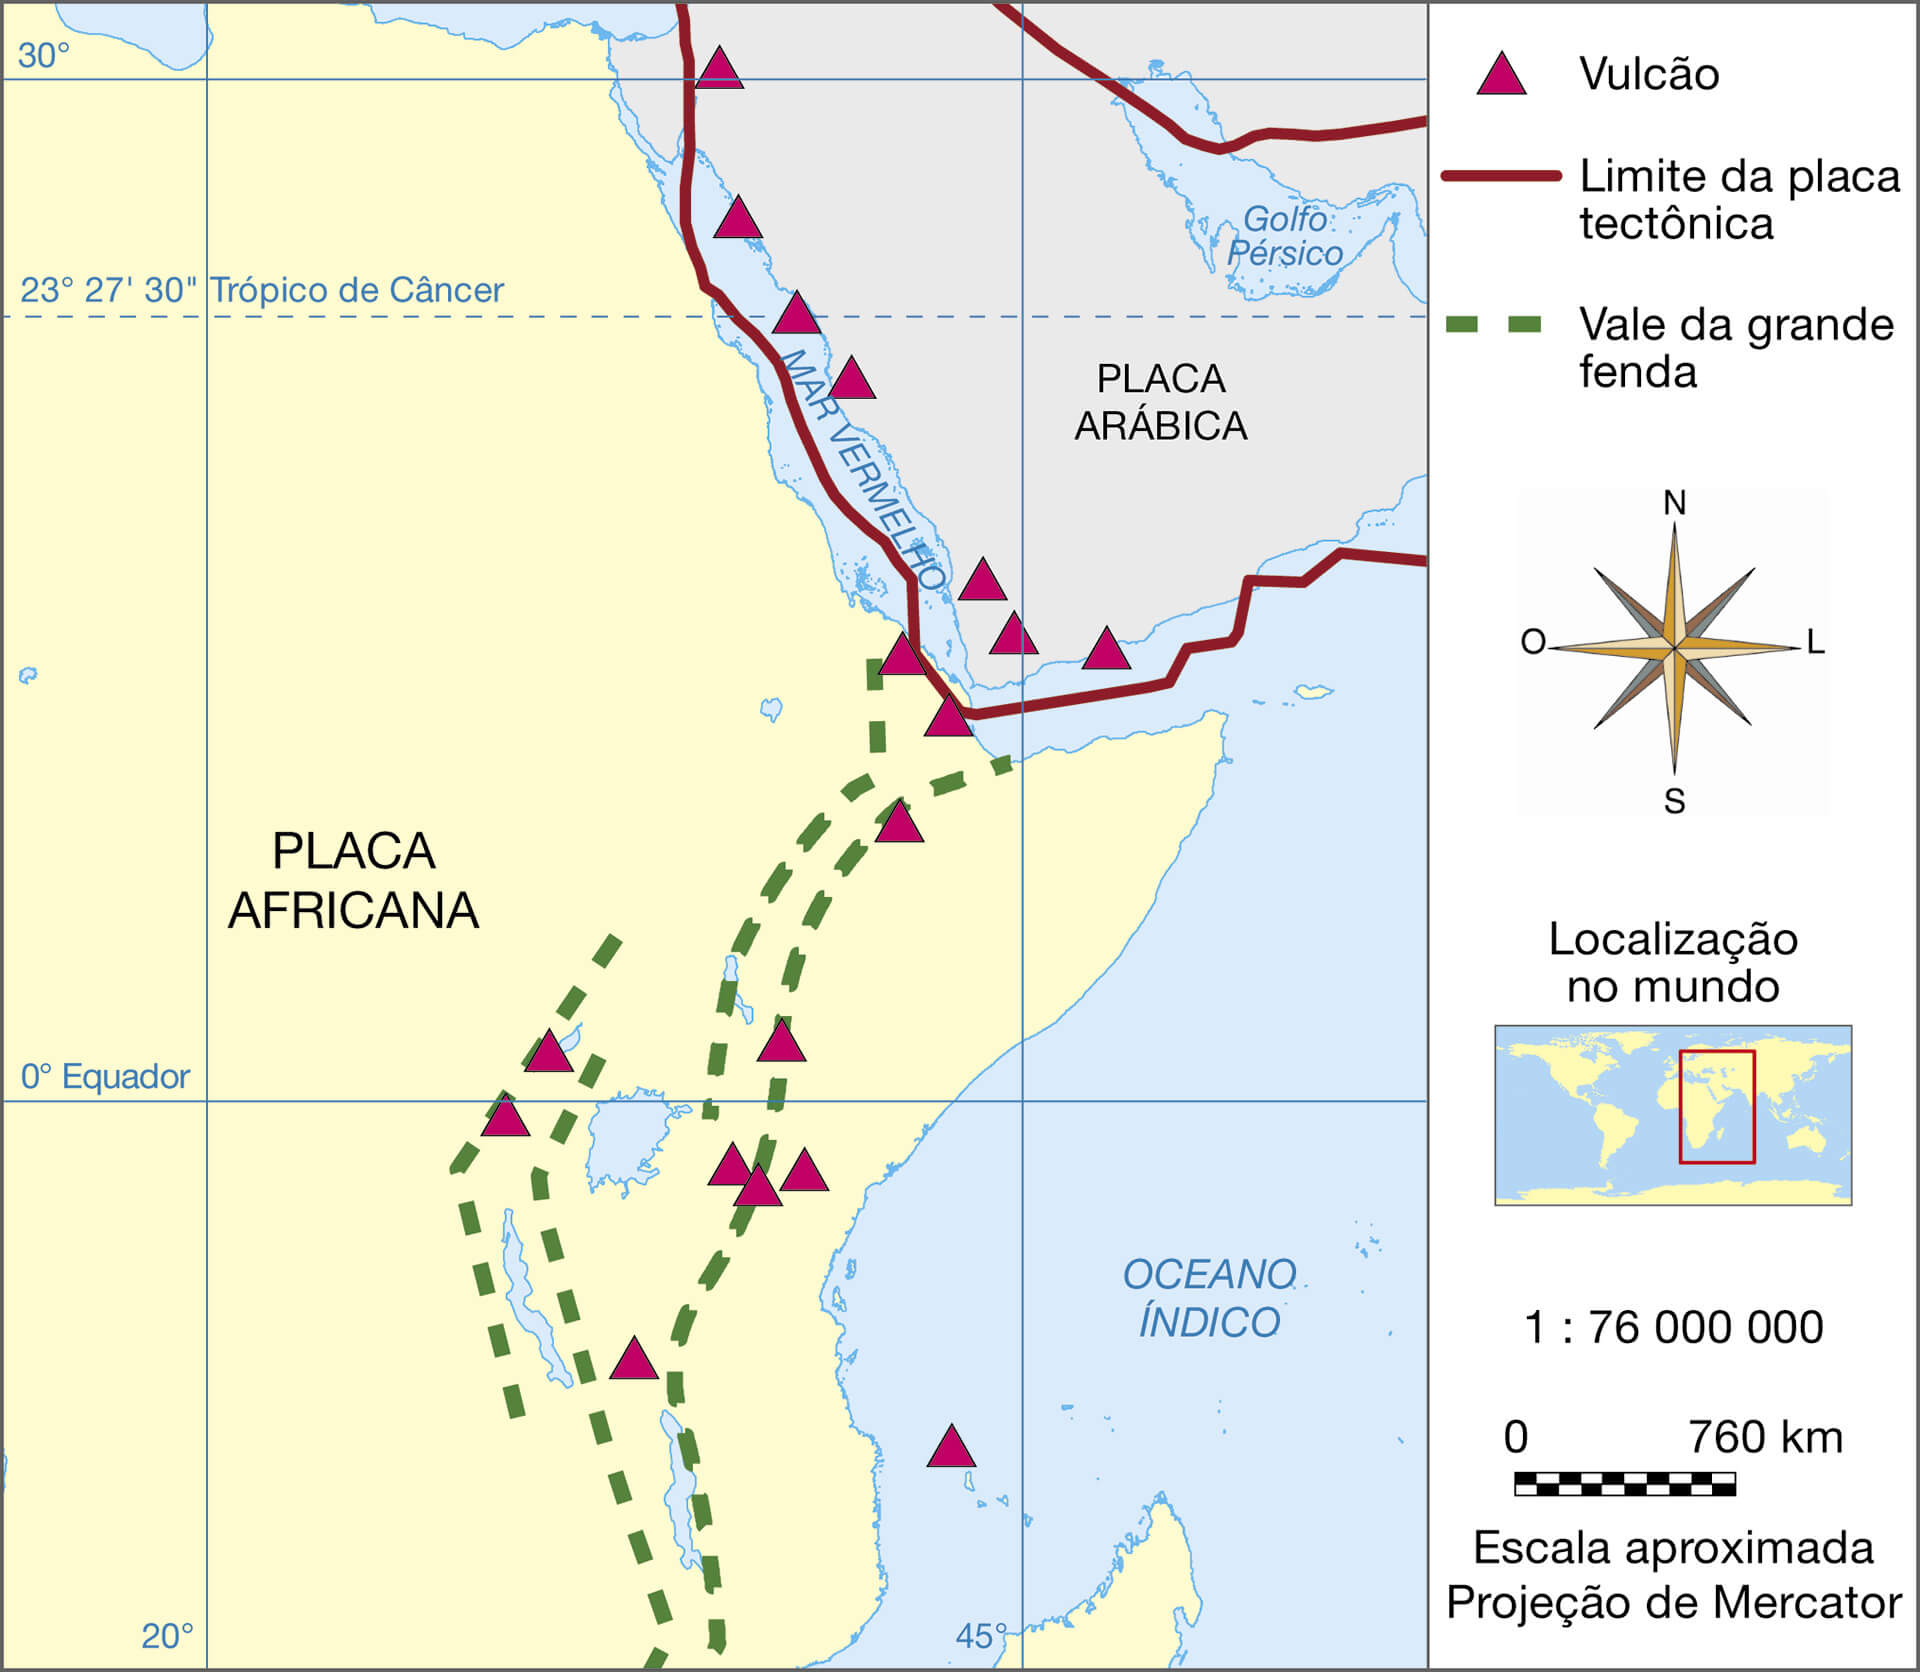 30°
23° 27' 30" Trópico de Câncer
MAR VERMELHO
Golfo
Pérsico
PLACA
ARÁBICA
PLACA
AFRICANA
0° Equador
OCEANO
ÍNDICO
20°
45°
Vulcão
Limite da placa
tectônica
Vale da grande
fenda
N
O
L
S
Localização
no mundo
1 : 76 000 000
0 760 km
Escala aproximada
Projeção de Mercator